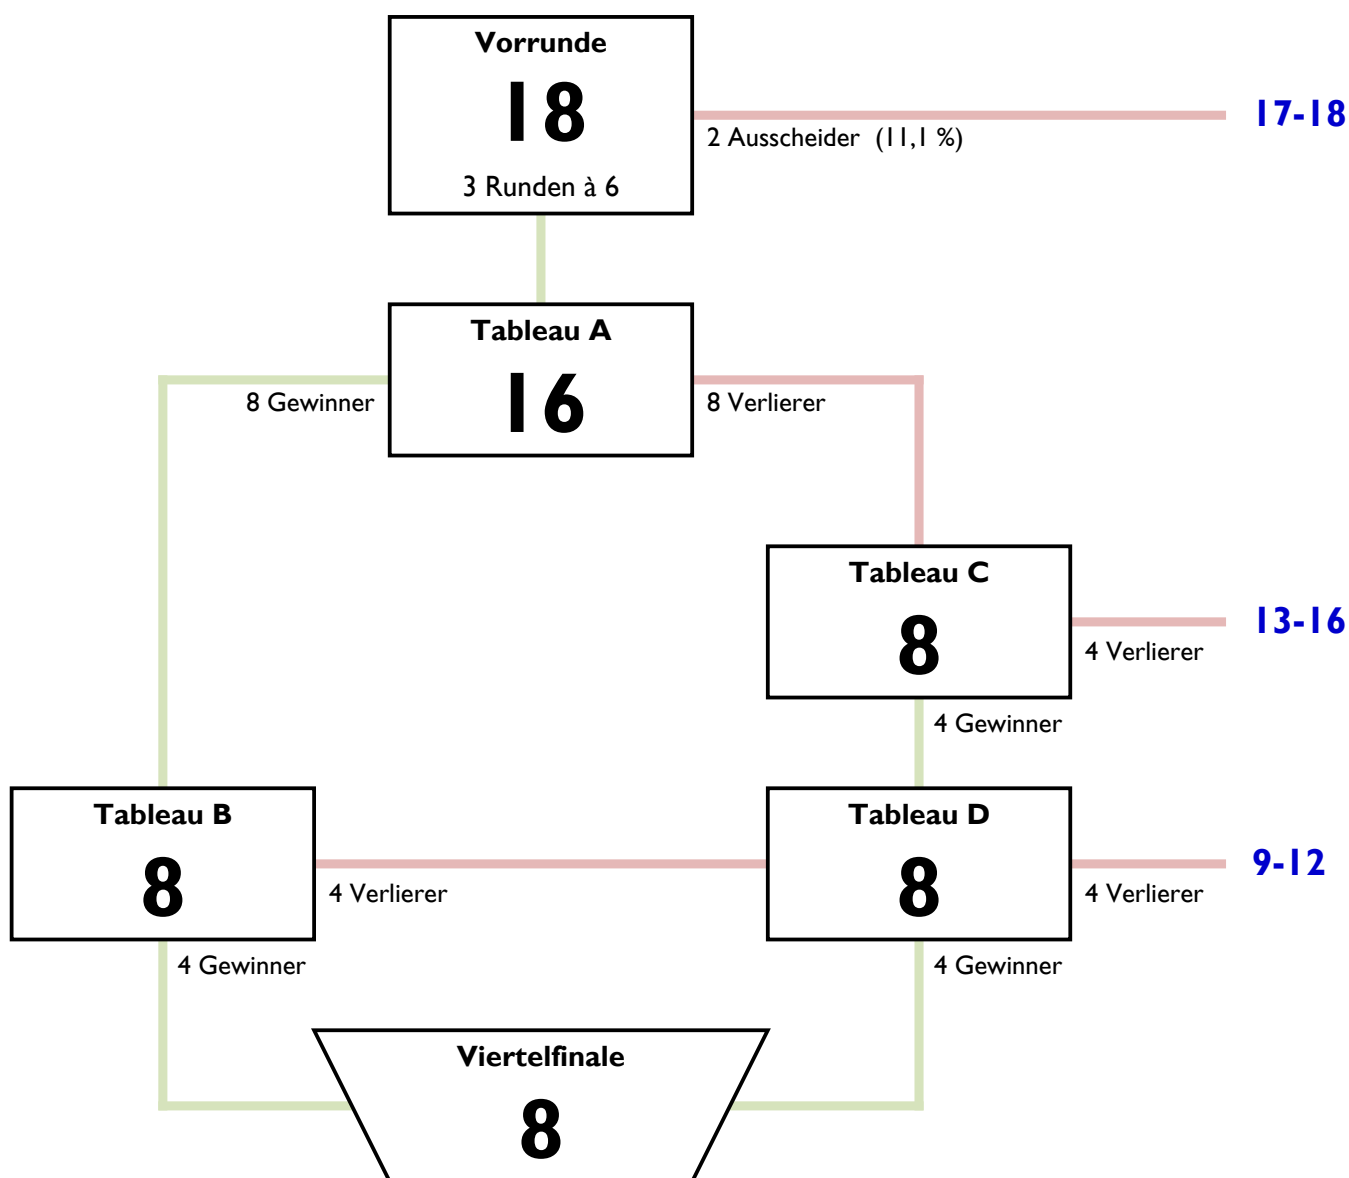 Vorrunde
18
3 Runden à 6
17-18
2 Ausscheider (11,1 %)
Tableau A
16
8 Gewinner
8 Verlierer
Tableau C
8
13-16
4 Verlierer
4 Gewinner
Tableau B
8
4 Verlierer
4 Gewinner
Tableau D
8
9-12
4 Verlierer
4 Gewinner
Viertelfinale
8